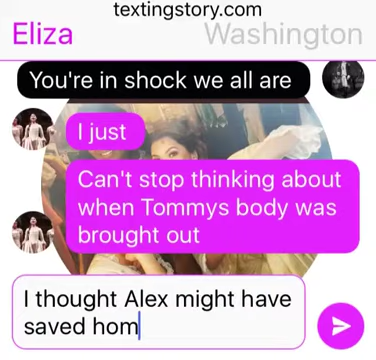 textingstory.com
Eliza Washington
You're in shock we all are
I just
Can't stop thinking about
when Tommys body was
brought out
I thought Alex might have
saved hom